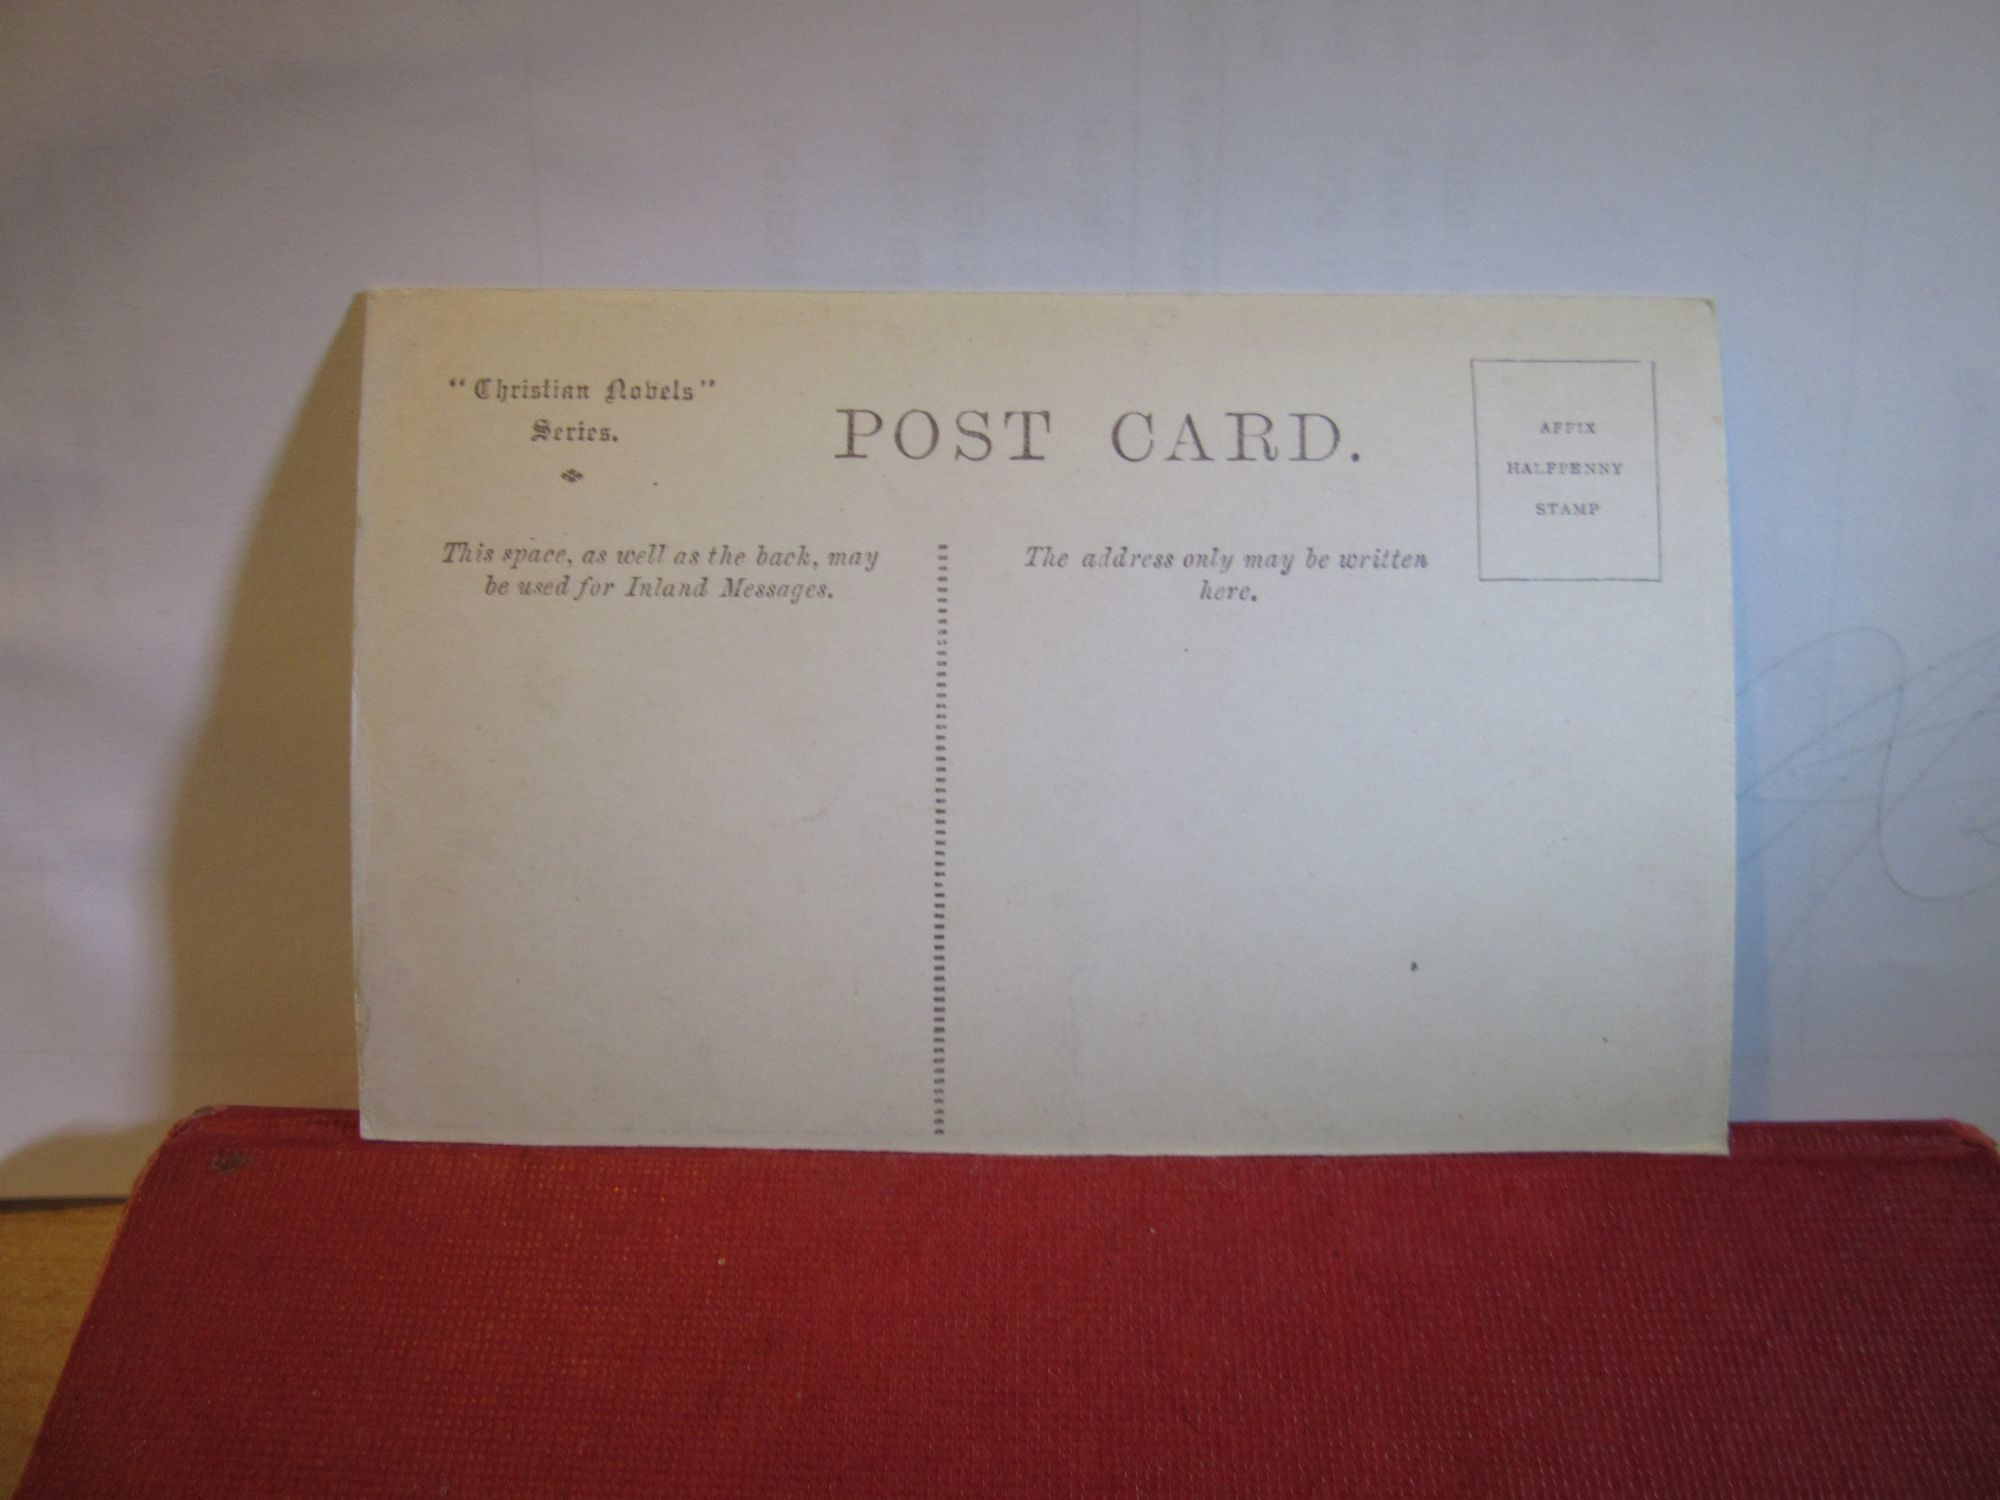 "Christian Novels"
Series.
POST CARD.
AFFIX
HALFPENNY
STAMP
This space, as well as the back, may
be used for Inland Messages.
The address only may be written
here.